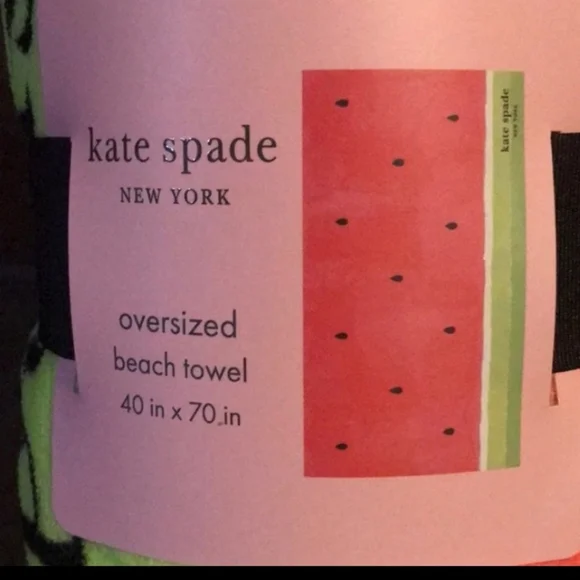 kate spade
NEW YORK
oversized
beach towel
40 in x 70 in
kate spade
NEW YORK